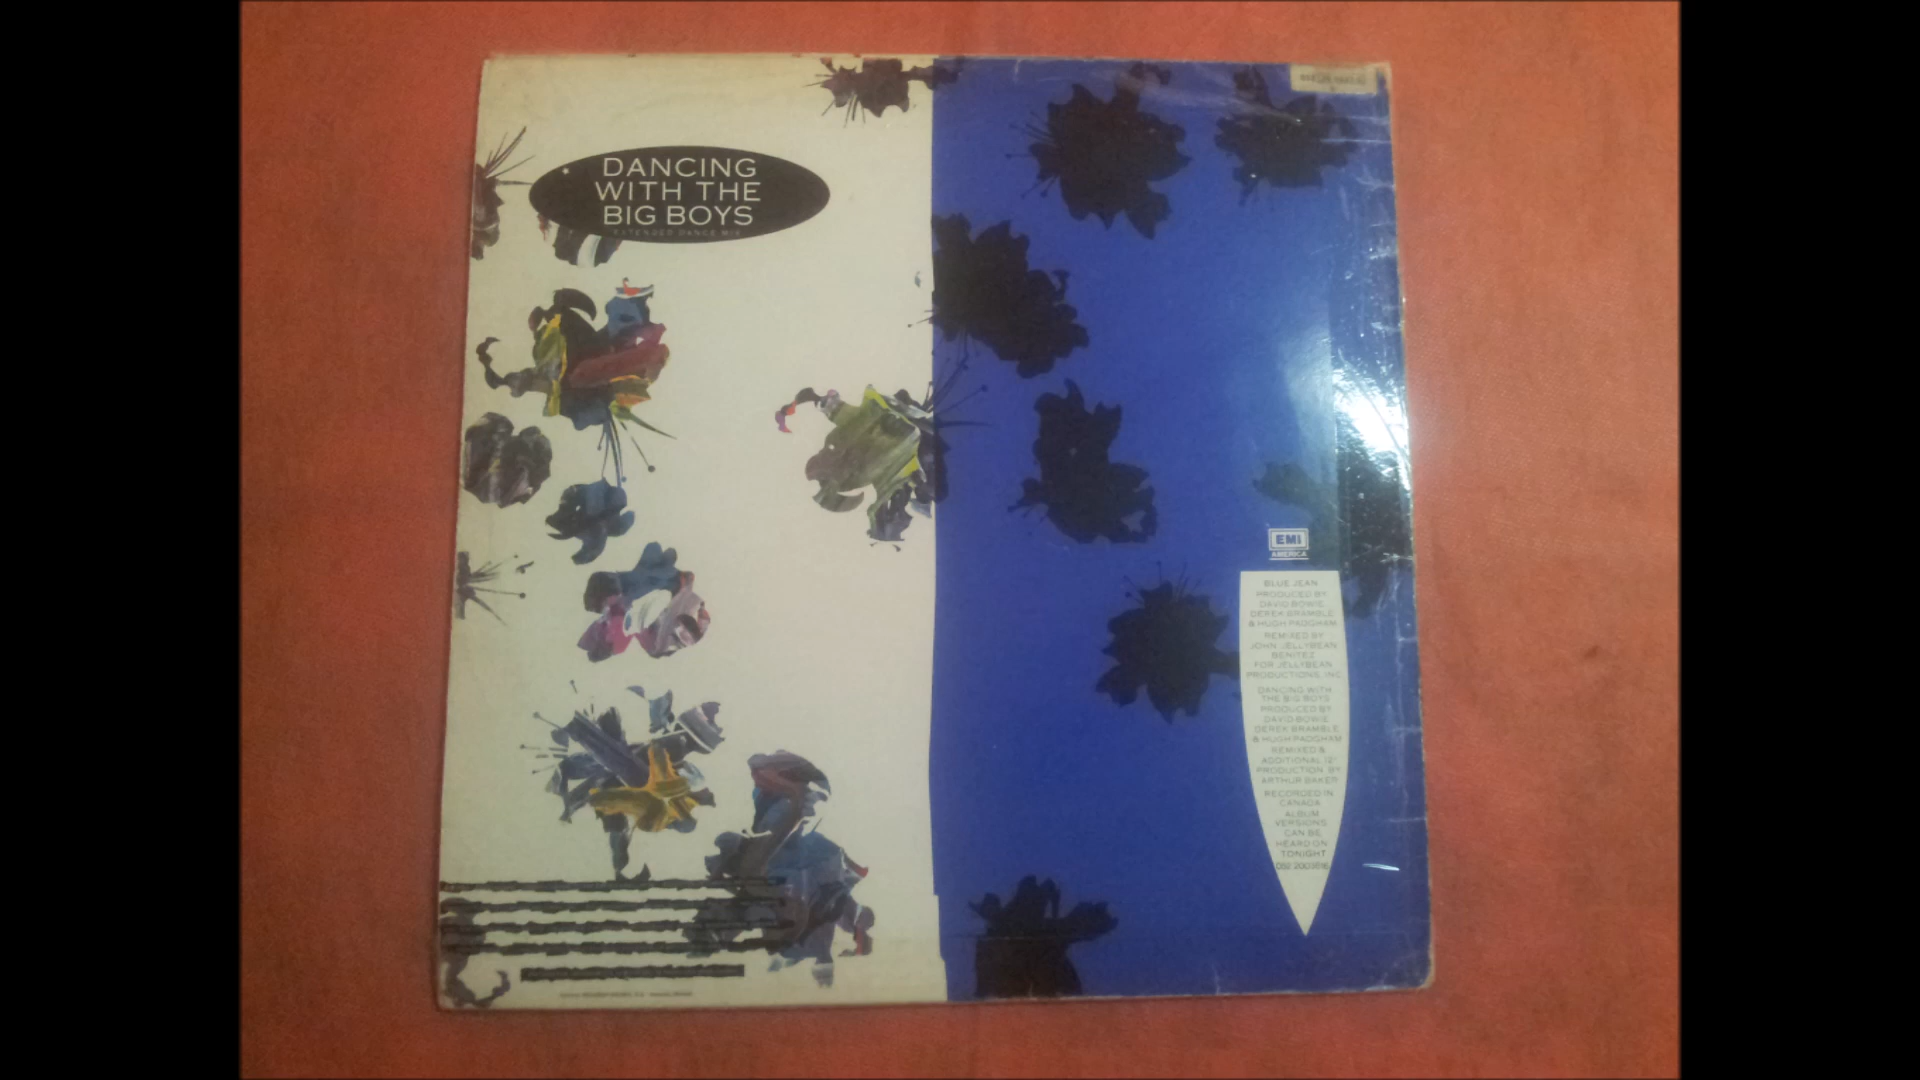 DANCING
WITH THE
BIG BOYS
EXTENDED DANCE MIX
EMI
AMERICA
BLUE JEAN
PRODUCED BY
DAVID BOWIE,
DEREK BRAMBLE
& HUGH PADGHAM
REMIXED BY
JOHN JELLYBEAN
BENITEZ
FOR JELLYBEAN
PRODUCTIONS, INC
DANCING WITH
THE BIG BOYS
PRODUCED BY
DAVID BOWIE
DEREK BRAMBLE
& HUGH PADGHAM
REMIXED &
ADDITIONAL 12"
PRODUCTION BY
ARTHUR BAKER
RECORDED IN
CANADA
ALBUM
VERSIONS
CAN BE
HEARD ON
TONIGHT